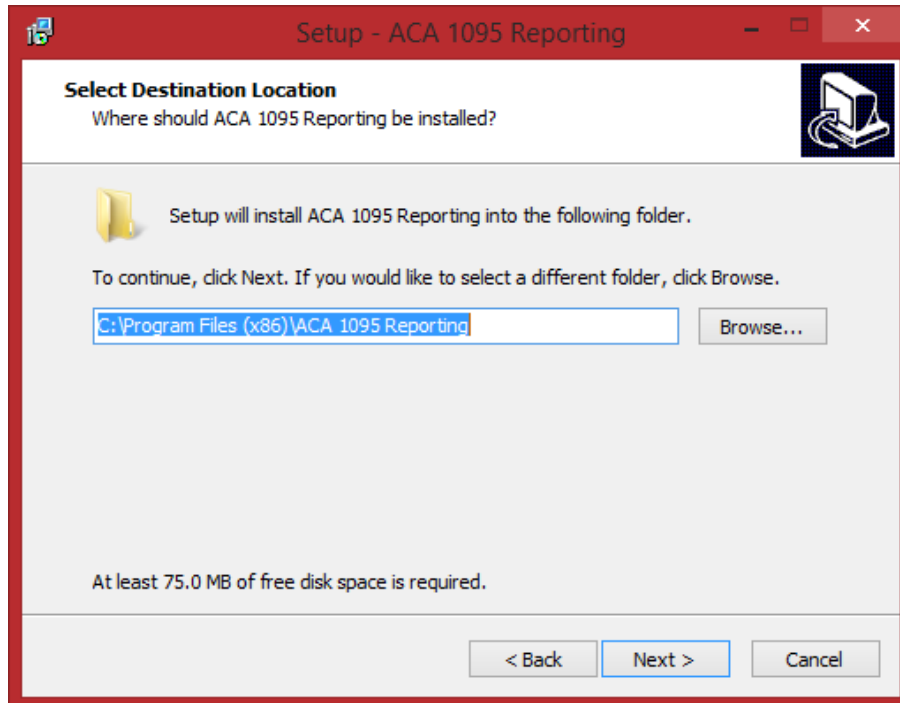 Setup - ACA 1095 Reporting
Select Destination Location
Where should ACA 1095 Reporting be installed?
Setup will install ACA 1095 Reporting into the following folder.
To continue, click Next. If you would like to select a different folder, click Browse.
C:\Program Files (x86)\ACA 1095 Reporting
Browse...
At least 75.0 MB of free disk space is required.
< Back
Next >
Cancel